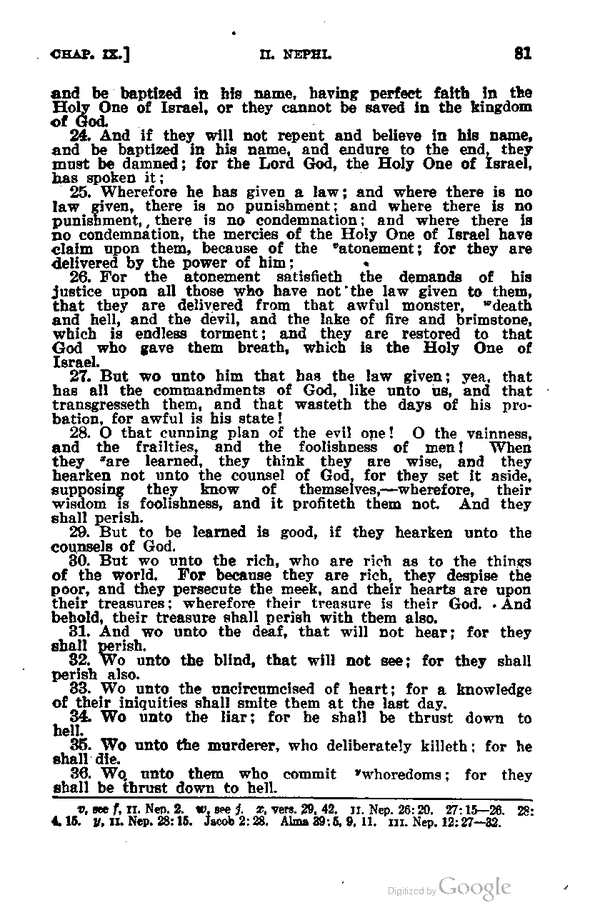 CHAP. IX.] II. NEPHI. 81
and be baptized in his name, having perfect faith in the
Holy One of Israel, or they cannot be saved in the kingdom
of God.
24. And if they will not repent and believe in his name,
and be baptized in his name, and endure to the end, they
must be damned; for the Lord God, the Holy One of Israel,
has spoken it;
25. Wherefore he has given a law; and where there is no
law given, there is no punishment; and where there is no
punishment, there is no condemnation; and where there is
no condemnation, the mercies of the Holy One of Israel have
claim upon them, because of the ᵛatonement; for they are
delivered by the power of him;
26. For the atonement satisfieth the demands of his
justice upon all those who have not the law given to them,
that they are delivered from that awful monster, ʷdeath
and hell, and the devil, and the lake of fire and brimstone,
which is endless torment; and they are restored to that
God who gave them breath, which is the Holy One of
Israel.
27. But wo unto him that has the law given; yea, that
has all the commandments of God, like unto us, and that
transgresseth them, and that wasteth the days of his pro-
bation, for awful is his state!
28. O that cunning plan of the evil one! O the vainness,
and the frailties, and the foolishness of men! When
they ˣare learned, they think they are wise, and they
hearken not unto the counsel of God, for they set it aside,
supposing they know of themselves,—wherefore, their
wisdom is foolishness, and it profiteth them not. And they
shall perish.
29. But to be learned is good, if they hearken unto the
counsels of God.
30. But wo unto the rich, who are rich as to the things
of the world. For because they are rich, they despise the
poor, and they persecute the meek, and their hearts are upon
their treasures; wherefore their treasure is their God. And
behold, their treasure shall perish with them also.
31. And wo unto the deaf, that will not hear; for they
shall perish.
32. Wo unto the blind, that will not see; for they shall
perish also.
33. Wo unto the uncircumcised of heart; for a knowledge
of their iniquities shall smite them at the last day.
34. Wo unto the liar; for he shall be thrust down to
hell.
35. Wo unto the murderer, who deliberately killeth; for he
shall die.
36. Wo unto them who commit ʸwhoredoms; for they
shall be thrust down to hell.
v, see f, II. Nep. 2. w, see j. x, vers. 29, 42. II. Nep. 26:20. 27:15—26. 28:
4, 15. y, II. Nep. 28:15. Jacob 2:28. Alma 39:5, 9, 11. III. Nep. 12:27—32.
Digitized by Google